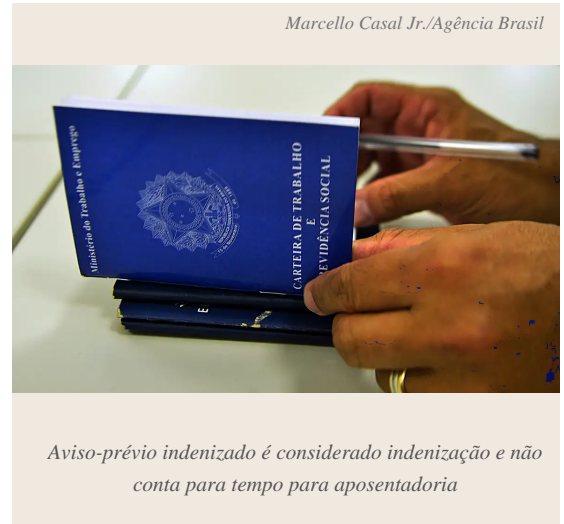 Marcello Casal Jr./Agência Brasil
Ministério do Trabalho e Emprego
CARTEIRA DE TRABALHO
E
PREVIDÊNCIA SOCIAL
Aviso-prévio indenizado é considerado indenização e não
conta para tempo para aposentadoria